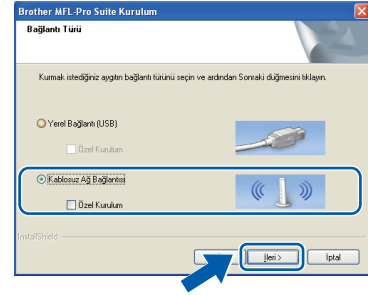 Brother MFL-Pro Suite Kurulum
Bağlantı Türü
Kurmak istediğiniz aygıtın bağlantı türünü seçin ve ardından Sonraki düğmesini tıklayın.
Yerel Bağlantı (USB)
Özel Kurulum
Kablosuz Ağ Bağlantısı
Özel Kurulum
InstallShield
İleri >
İptal